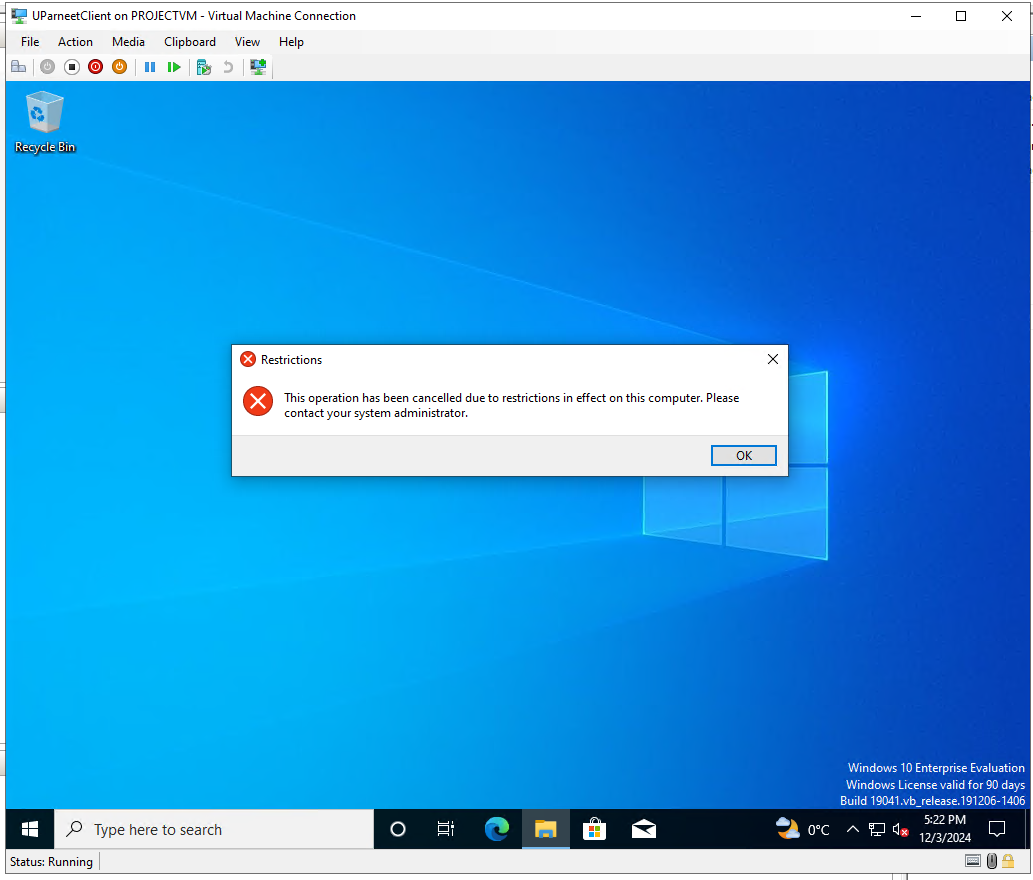 UParneetClient on PROJECTVM - Virtual Machine Connection
File Action Media Clipboard View Help
Recycle Bin
Restrictions
This operation has been cancelled due to restrictions in effect on this computer. Please
contact your system administrator.
OK
Windows 10 Enterprise Evaluation
Windows License valid for 90 days
Build 19041.vb_release.191206-1406
Type here to search
0°C
5:22 PM
12/3/2024
Status: Running